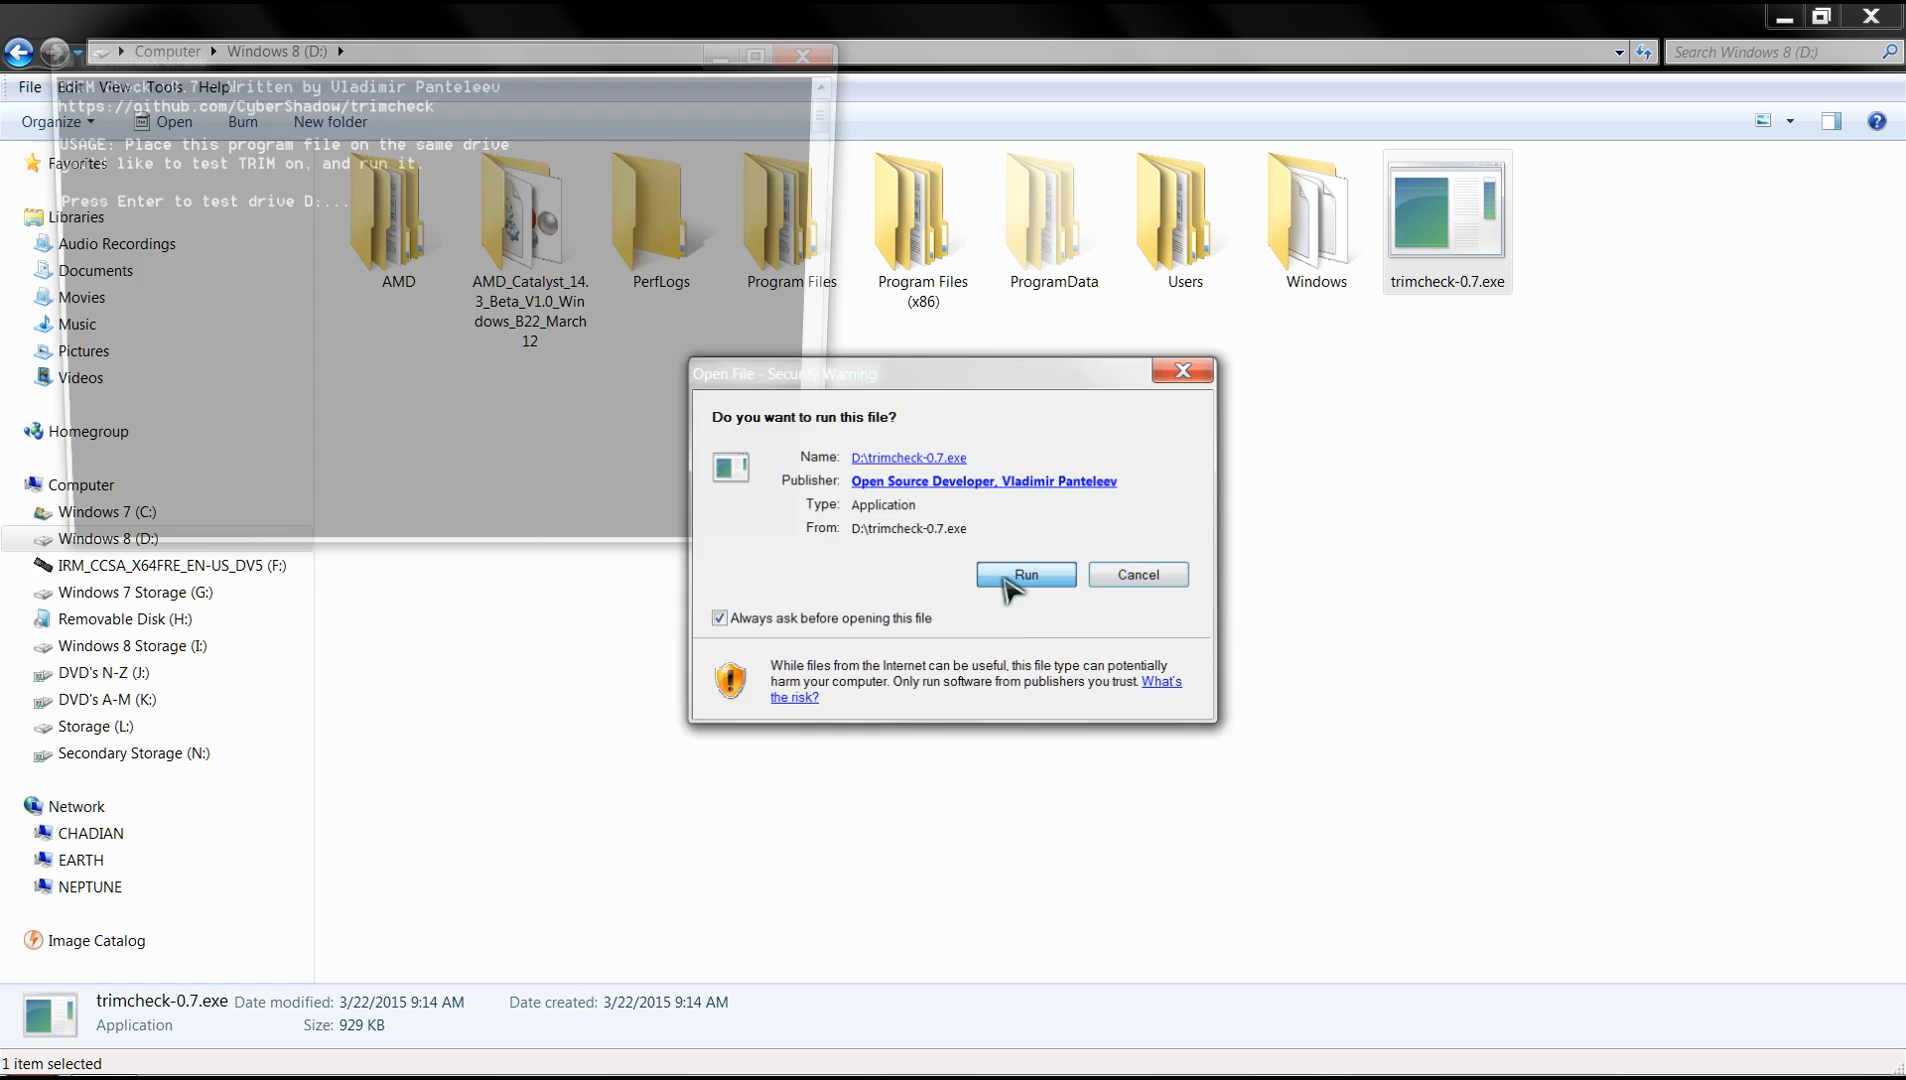 Computer Windows 8 (D:)
Search Windows 8 (D:)
File Edit View Tools Help
TRIM check v0.7 - Written by Vladimir Panteleev
https://github.com/CyberShadow/trimcheck
Organize Open Burn New folder
USAGE: Place this program file on the same drive
you'd like to test TRIM on, and run it.
Press Enter to test drive D:...
Favorites
Libraries
Audio Recordings
Documents
Movies
Music
Pictures
Videos
Homegroup
Computer
Windows 7 (C:)
Windows 8 (D:)
IRM_CCSA_X64FRE_EN-US_DV5 (F:)
Windows 7 Storage (G:)
Removable Disk (H:)
Windows 8 Storage (I:)
DVD's N-Z (J:)
DVD's A-M (K:)
Storage (L:)
Secondary Storage (N:)
Network
CHADIAN
EARTH
NEPTUNE
Image Catalog
AMD
AMD_Catalyst_14.
3_Beta_V1.0_Win
dows_B22_March
12
PerfLogs
Program Files
Program Files
(x86)
ProgramData
Users
Windows
trimcheck-0.7.exe
Open File - Security Warning
Do you want to run this file?
Name: D:\trimcheck-0.7.exe
Publisher: Open Source Developer, Vladimir Panteleev
Type: Application
From: D:\trimcheck-0.7.exe
Run Cancel
Always ask before opening this file
While files from the Internet can be useful, this file type can potentially
harm your computer. Only run software from publishers you trust. What's
the risk?
trimcheck-0.7.exe Date modified: 3/22/2015 9:14 AM Date created: 3/22/2015 9:14 AM
Application Size: 929 KB
1 item selected